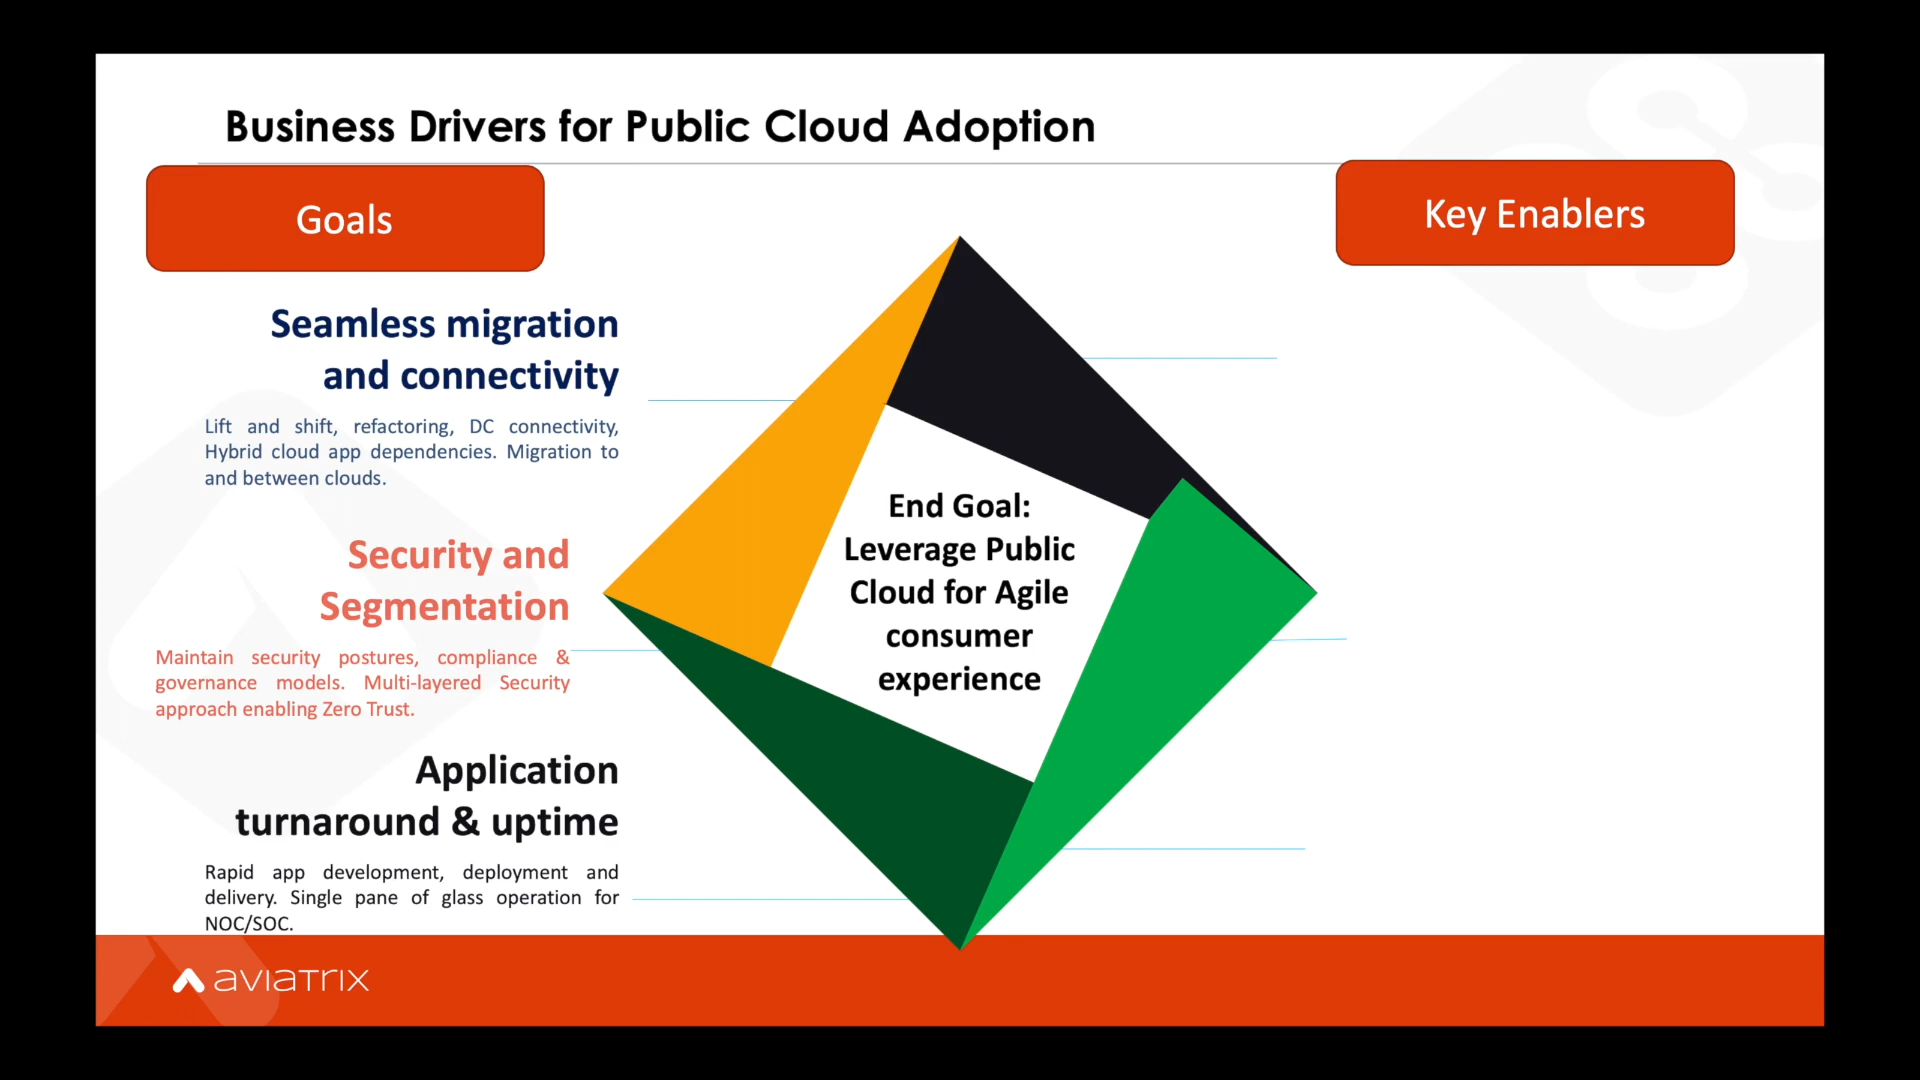 Business Drivers for Public Cloud Adoption
Goals
Key Enablers
Seamless migration
and connectivity
Lift and shift, refactoring, DC connectivity,
Hybrid cloud app dependencies. Migration to
and between clouds.
Security and
Segmentation
Maintain security postures, compliance &
governance models. Multi-layered Security
approach enabling Zero Trust.
Application
turnaround & uptime
Rapid app development, deployment and
delivery. Single pane of glass operation for
NOC/SOC.
End Goal:
Leverage Public
Cloud for Agile
consumer
experience
aviatrix